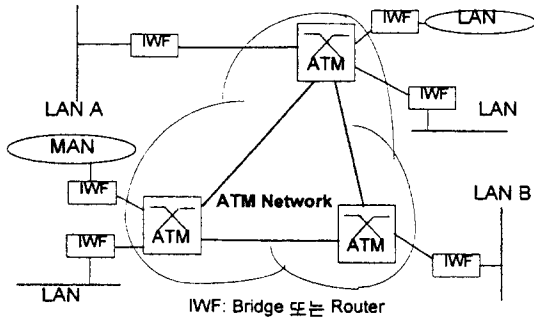 IWF
LAN
IWF
ATM
IWF
LAN A
LAN
MAN
IWF
LAN B
ATM Network
IWF
ATM
ATM
IWF
LAN
IWF: Bridge 또는 Router